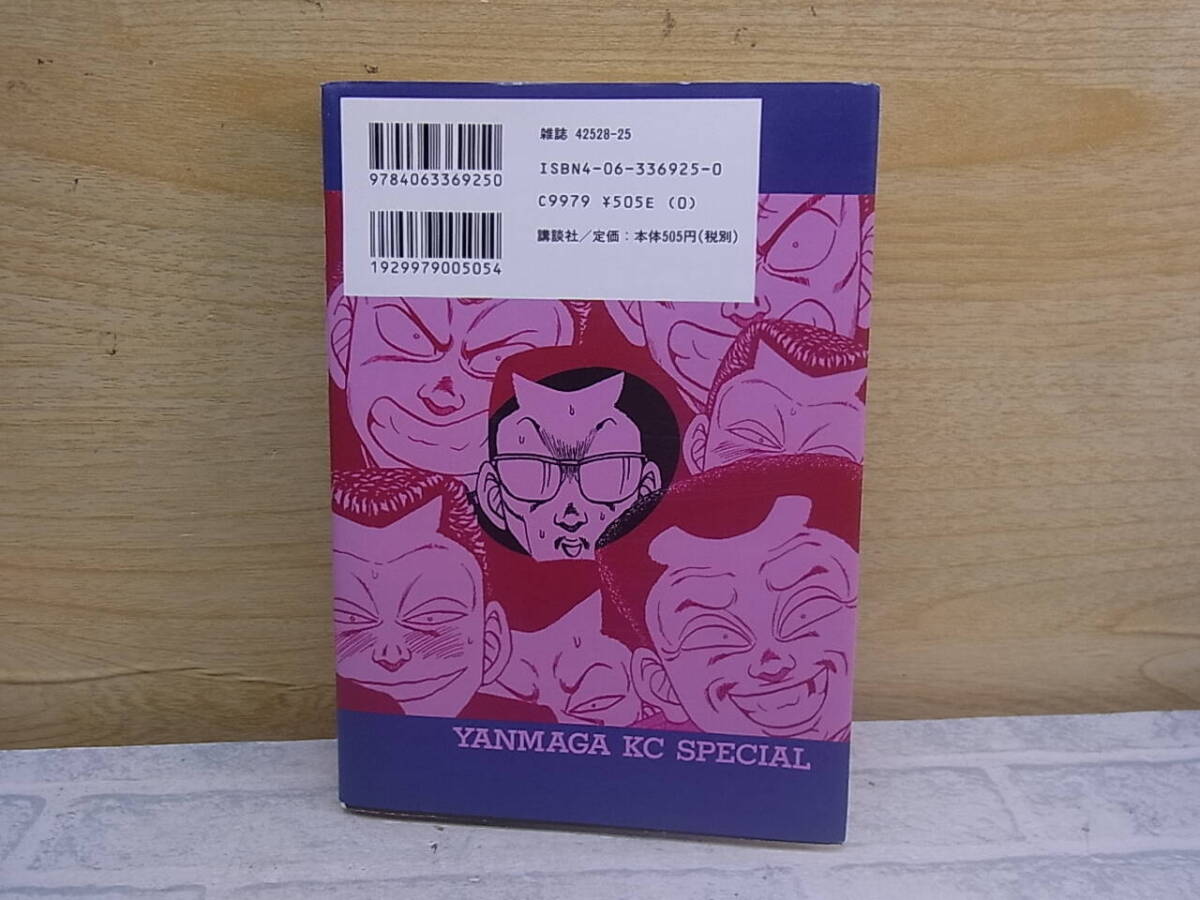 雑誌 42528-25
9784063369250
ISBN4-06-336925-0
C9979 ¥505E (0)
1929979005054
講談社/定価:本体505円(税別)
YANMAGA KC SPECIAL